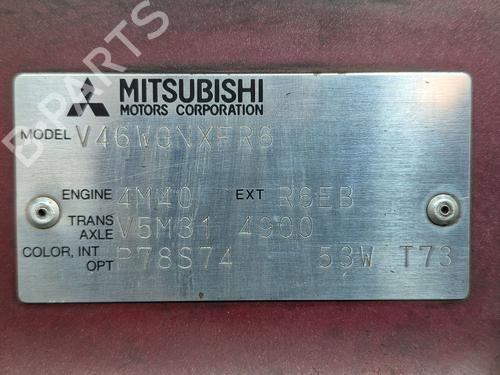 B-PARTS
MITSUBISHI
MOTORS CORPORATION
MODEL V46WGNXFR6
ENGINE 4M40 EXT R6EB
TRANS AXLE V5M31 4900
COLOR, INT OPT P78S74 53W T73